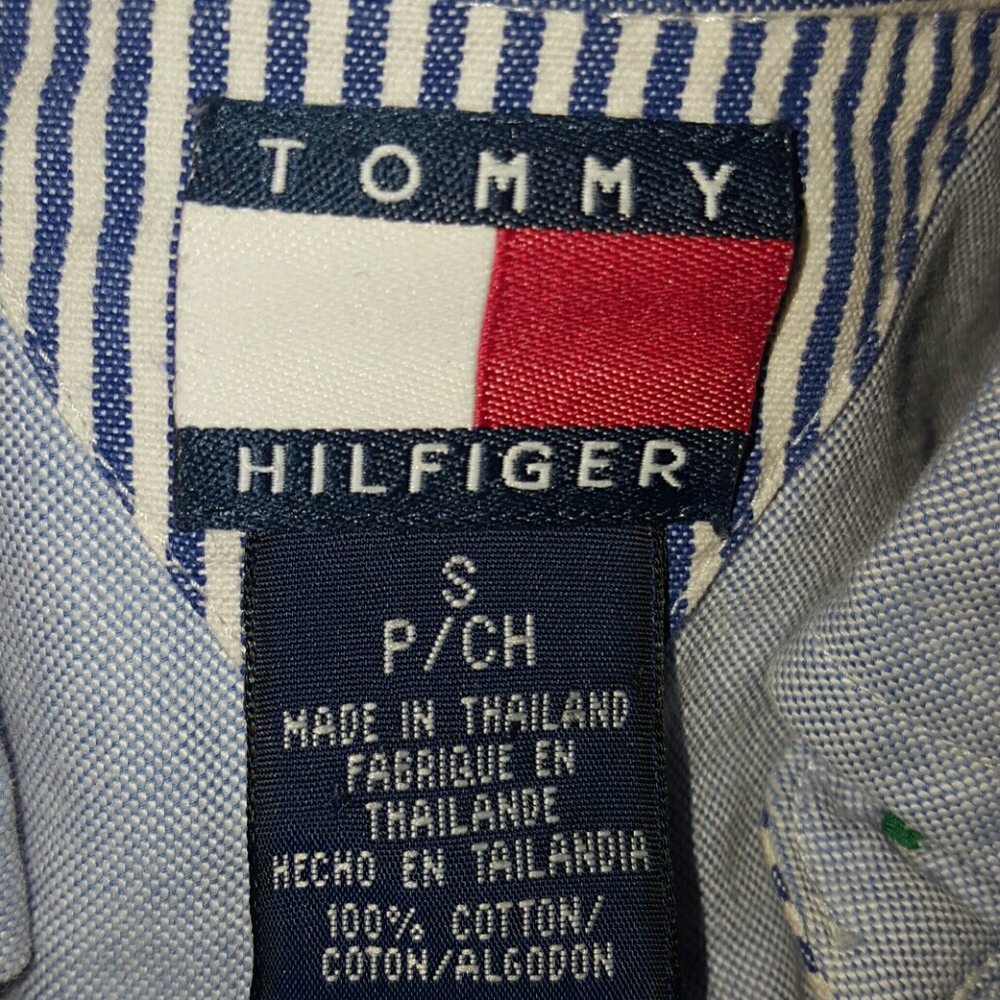 TOMMY
HILFIGER
S
P/CH
MADE IN THAILAND
FABRIQUE EN
THAILANDE
HECHO EN TAILANDIA
100% COTTON/
COTON/ALGODON